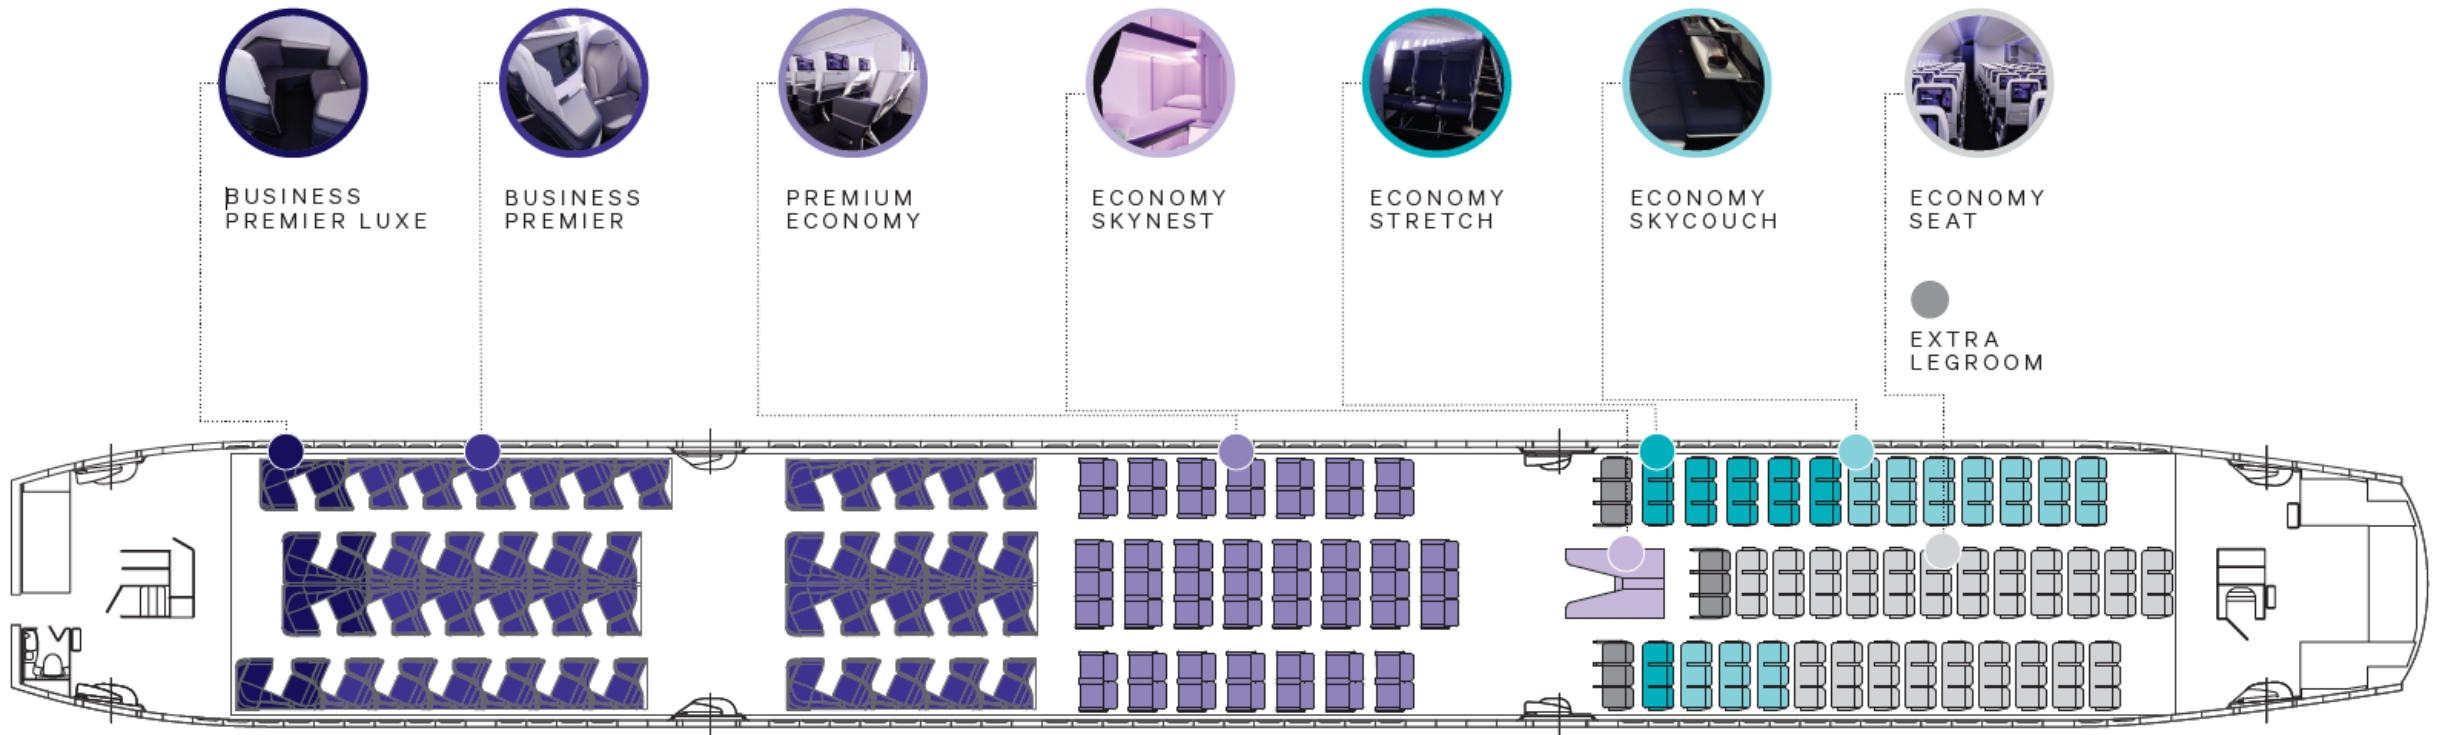 BUSINESS
PREMIER LUXE
BUSINESS
PREMIER
PREMIUM
ECONOMY
ECONOMY
SKYNEST
ECONOMY
STRETCH
ECONOMY
SKYCOUCH
ECONOMY
SEAT
EXTRA
LEGROOM